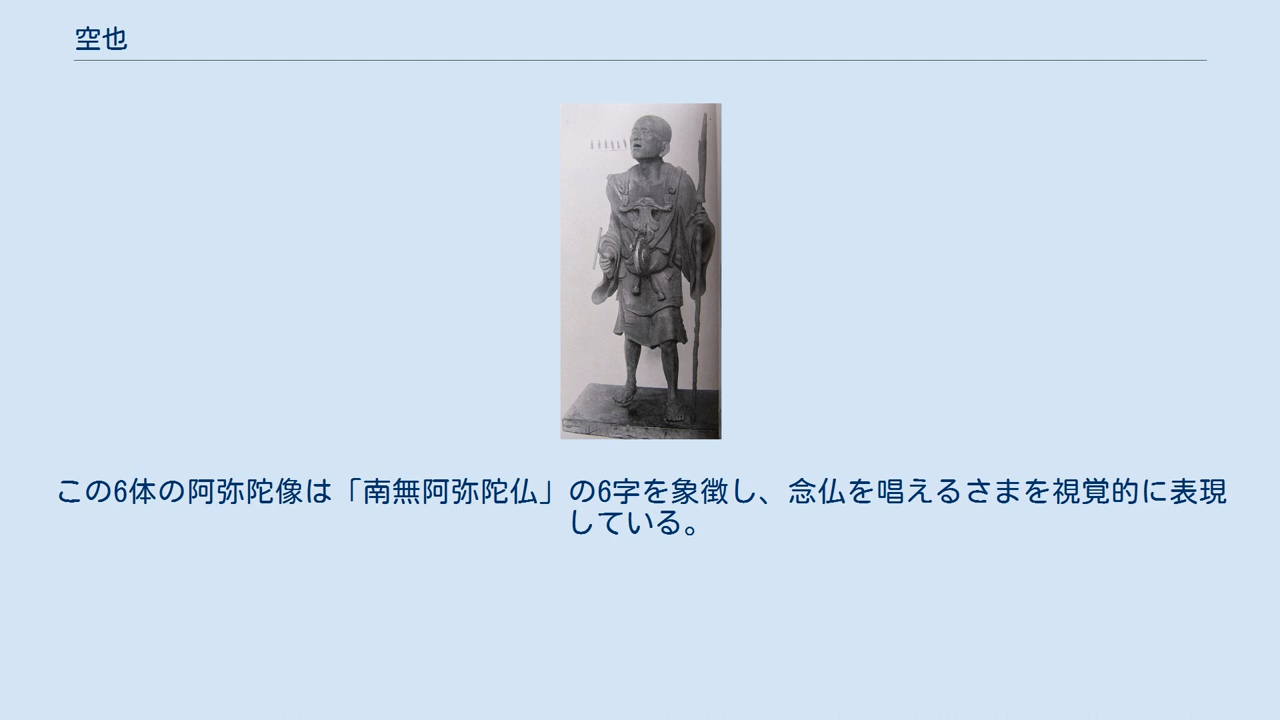 空也
この6体の阿弥陀像は「南無阿弥陀仏」の6字を象徴し、念仏を唱えるさまを視覚的に表現
している。